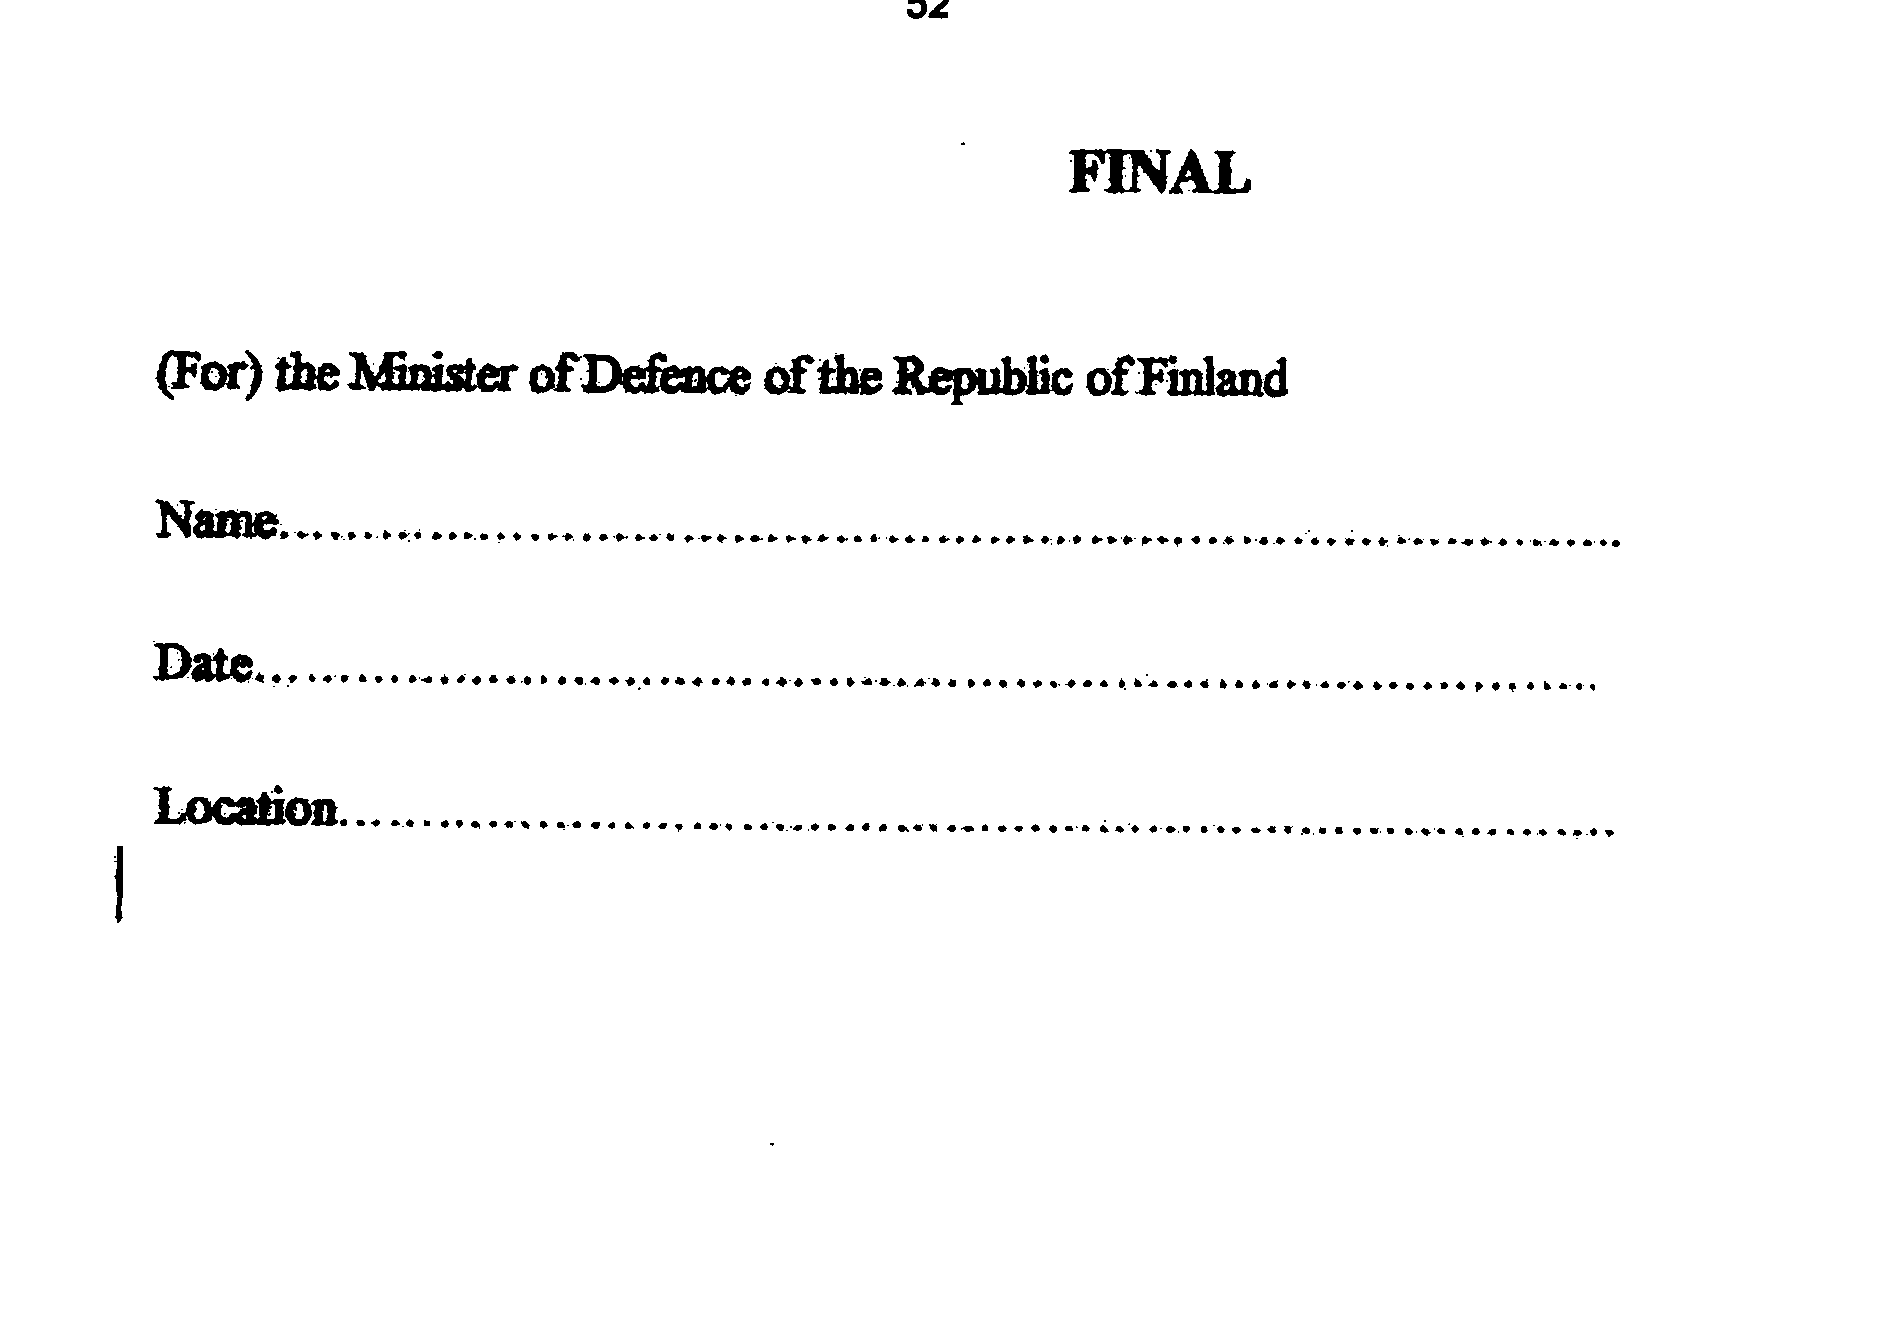 52
FINAL
(For) the Minister of Defence of the Republic of Finland
Name................................................................................
Date................................................................................
Location...........................................................................